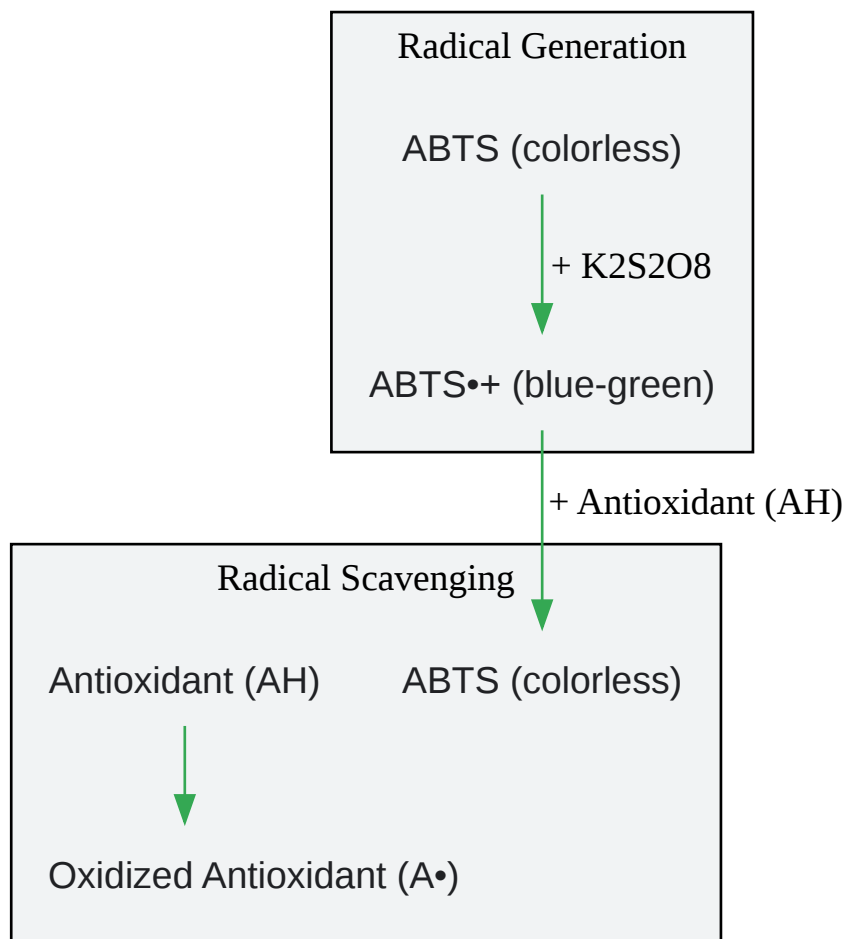 Radical Generation
ABTS (colorless)
+ K2S2O8
ABTS•+ (blue-green)
+ Antioxidant (AH)
Radical Scavenging
Antioxidant (AH)
ABTS (colorless)
Oxidized Antioxidant (A•)